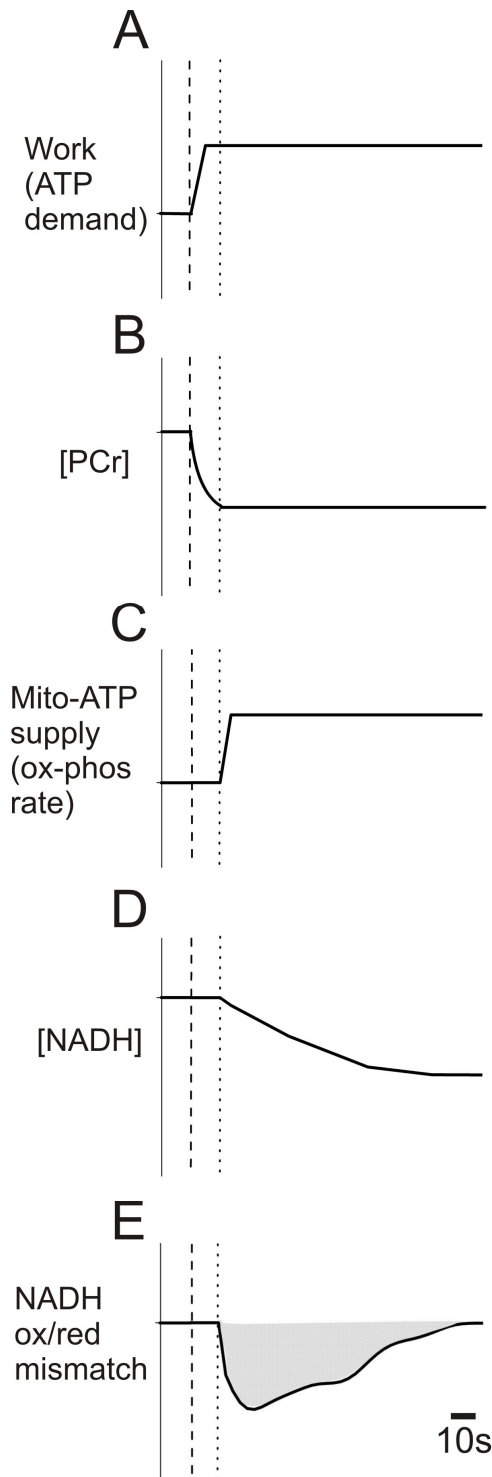 A
Work
(ATP
demand)
B
[PCr]
C
Mito-ATP
supply
(ox-phos
rate)
D
[NADH]
E
NADH
ox/red
mismatch
10s